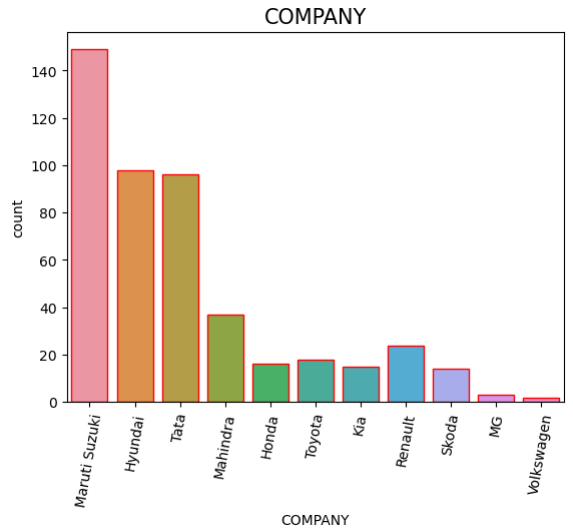 COMPANY
140
120
100
80
60
40
20
0
count
Maruti Suzuki
Hyundai
Tata
Mahindra
Honda
Toyota
Kia
Renault
Skoda
MG
Volkswagen
COMPANY